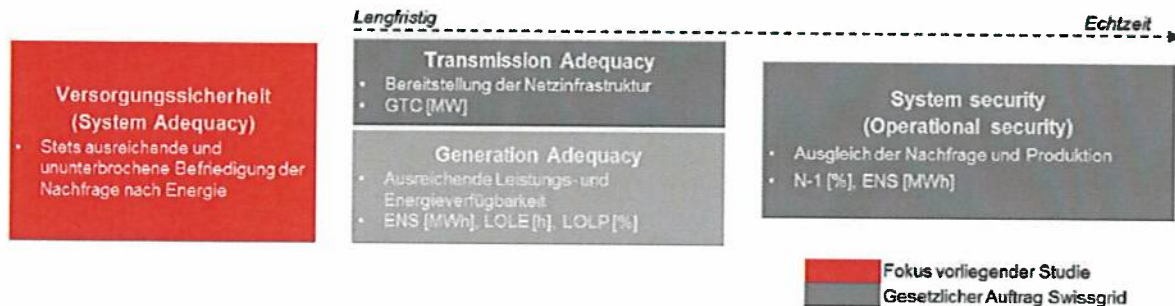 Längfristig
Echtzeit
Versorgungssicherheit
(System Adequacy)
• Stets ausreichende und
ununterbrochene Befriedigung der
Nachfrage nach Energie
Transmission Adequacy
• Bereitstellung der Netzinfrastruktur
• GTC [MW]
Generation Adequacy
• Ausreichende Leistungs- und
Energieverfügbarkeit
• ENS [MWh], LOLE [h], LOLP [%]
System security
(Operational security)
• Ausgleich der Nachfrage und Produktion
• N-1 [%], ENS [MWh]
Fokus vorliegender Studie
Gesetzlicher Auftrag Swissgrid